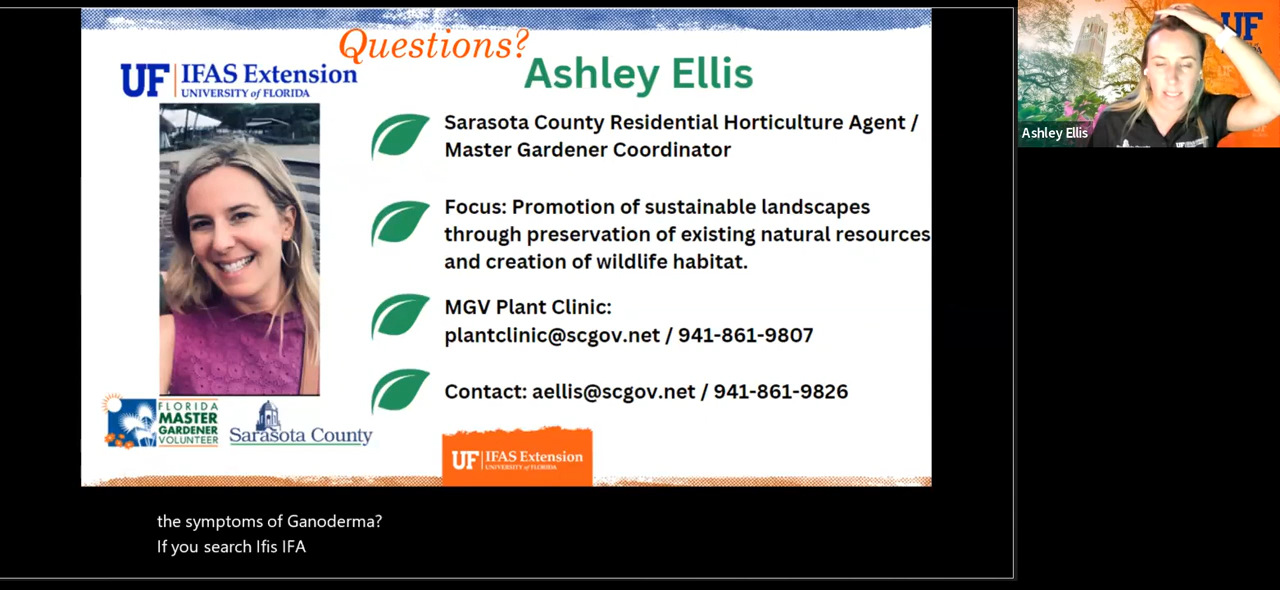 Questions?
UF IFAS Extension
UNIVERSITY of FLORIDA
Ashley Ellis
Sarasota County Residential Horticulture Agent /
Master Gardener Coordinator
Focus: Promotion of sustainable landscapes
through preservation of existing natural resources
and creation of wildlife habitat.
MGV Plant Clinic:
plantclinic@scgov.net / 941-861-9807
Contact: aellis@scgov.net / 941-861-9826
FLORIDA
MASTER
GARDENER
VOLUNTEER
Sarasota County
UF IFAS Extension
UNIVERSITY of FLORIDA
UF
Ashley Ellis
the symptoms of Ganoderma?
If you search Ifis IFA